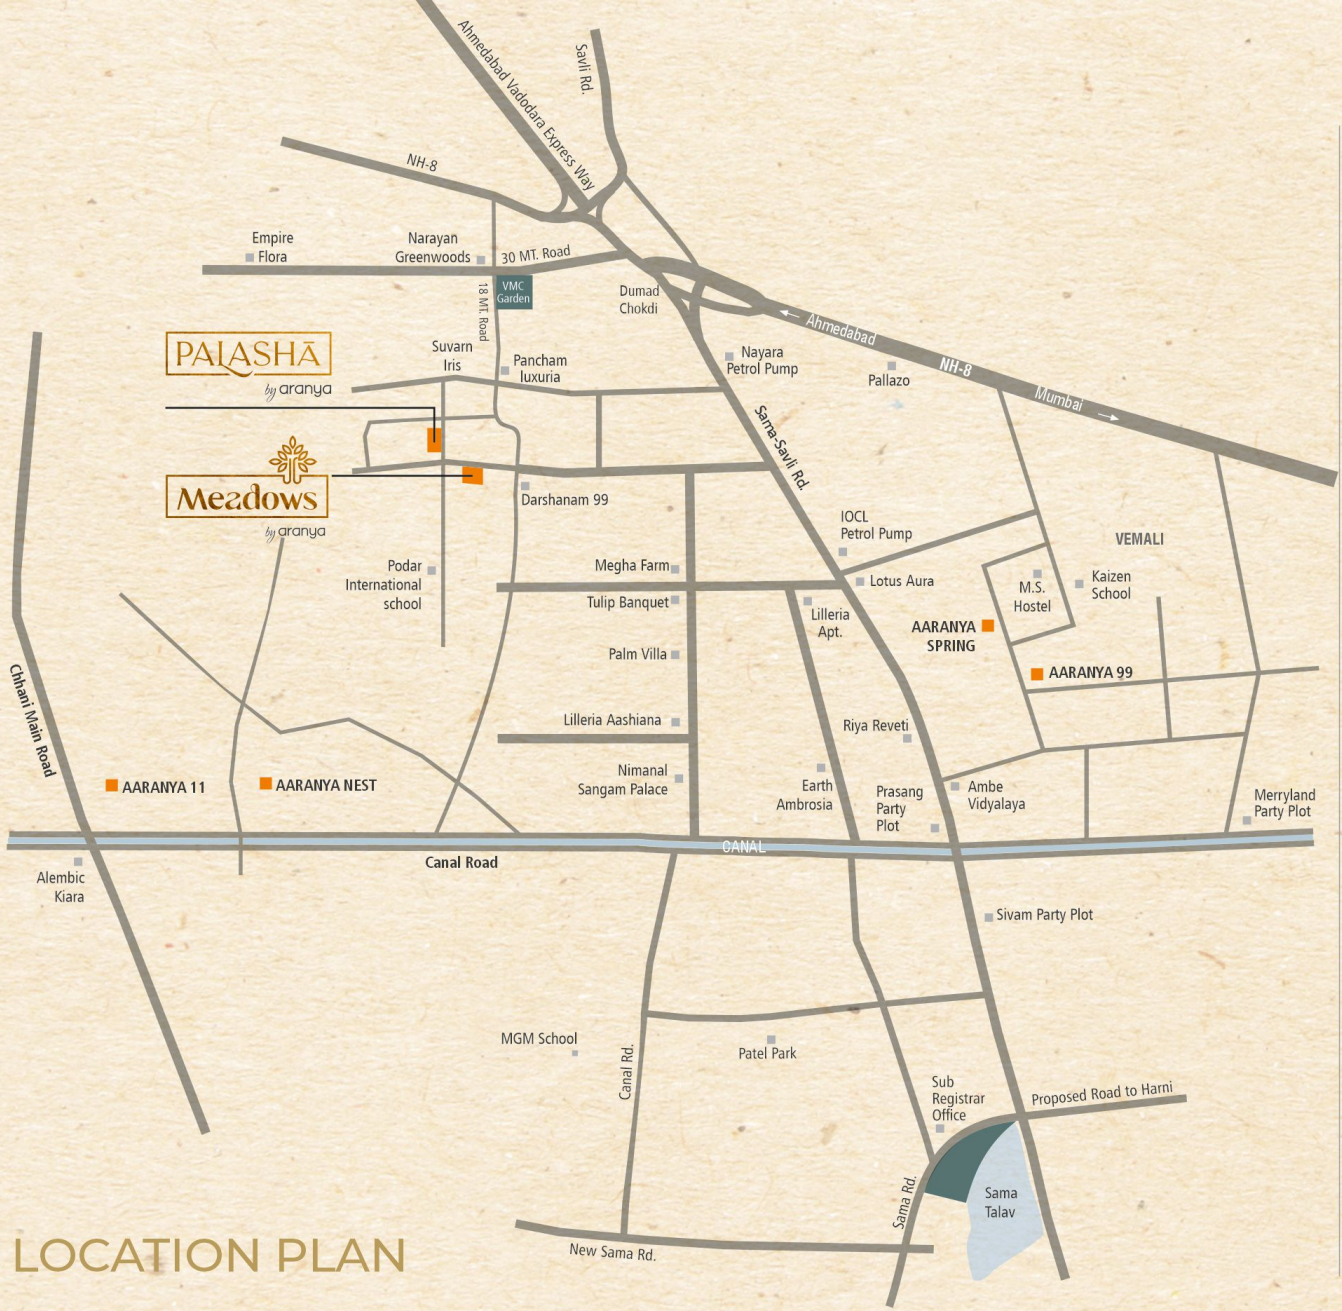 Ahmedabad Vadodara Express Way
Savli Rd.
NH-8
Empire
Flora
Narayan
Greenwoods
30 MT. Road
VMC
Garden
18 MT. Road
Dumad
Chokdi
Ahmedabad
NH-8
Mumbai
PALASHĀ
by aranya
Suvarn
Iris
Pancham
luxuria
Nayara
Petrol Pump
Pallazo
Sama-Savli Rd.
Meadows
by aranya
Darshanam 99
IOCL
Petrol Pump
VEMALI
Podar
International
school
Megha Farm
Tulip Banquet
Lotus Aura
Lilleria
Apt.
M.S.
Hostel
Kaizen
School
AARANYA
SPRING
AARANYA 99
Palm Villa
Chhani Main Road
Lilleria Aashiana
Riya Reveti
Nimanal
Sangam Palace
Earth
Ambrosia
Prasang
Party
Plot
Ambe
Vidyalaya
Merryland
Party Plot
AARANYA 11
AARANYA NEST
CANAL
Canal Road
Alembic
Kiara
Sivam Party Plot
MGM School
Canal Rd.
Patel Park
Sub
Registrar
Office
Proposed Road to Harni
Sama Rd.
Sama
Talav
New Sama Rd.
LOCATION PLAN